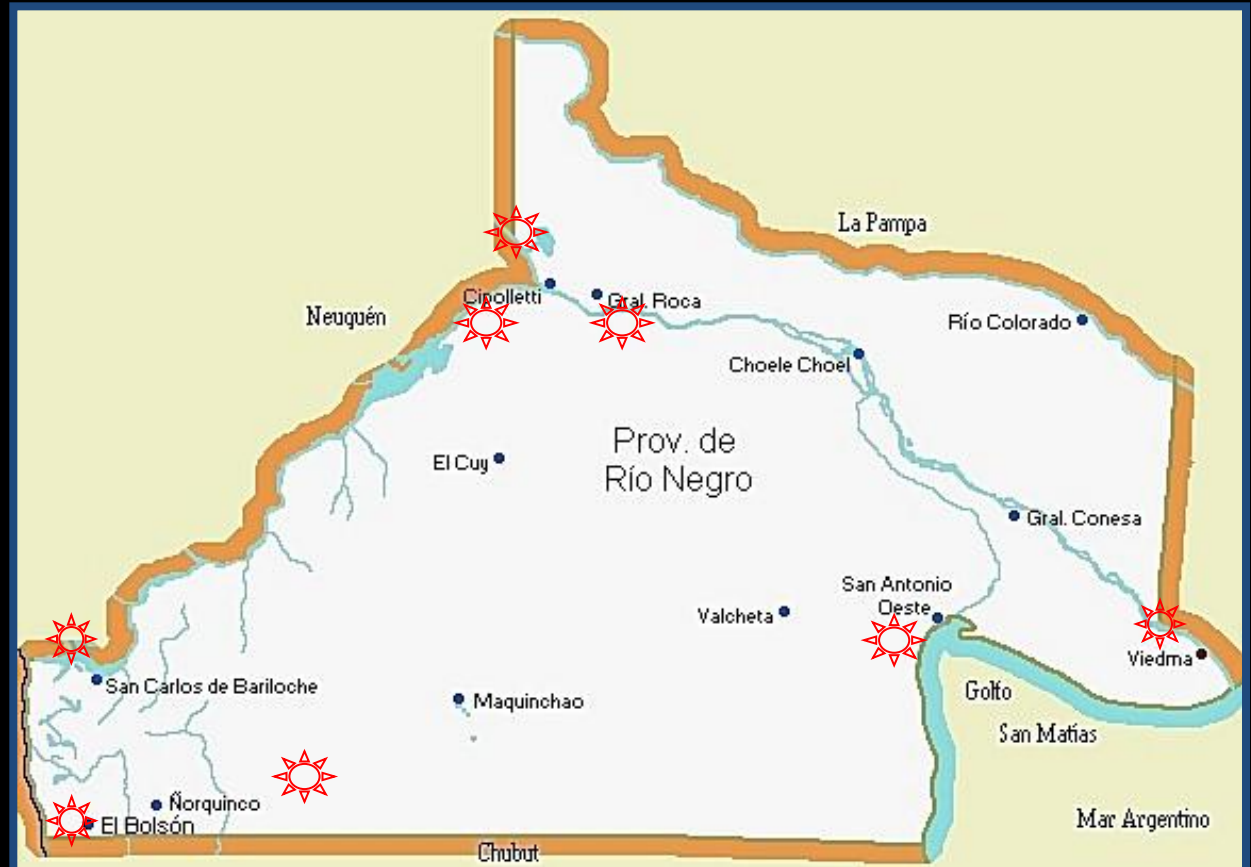 La Pampa
Cipolletti
Gral. Roca
Neuquén
Río Colorado
Choele Choel
Prov. de
Río Negro
El Cuy
Gral. Conesa
San Antonio
Oeste
Valcheta
Viedma
San Carlos de Bariloche
Maquinchao
Golfo
San Matías
Ñorquinco
El Bolsón
Mar Argentino
Chubut